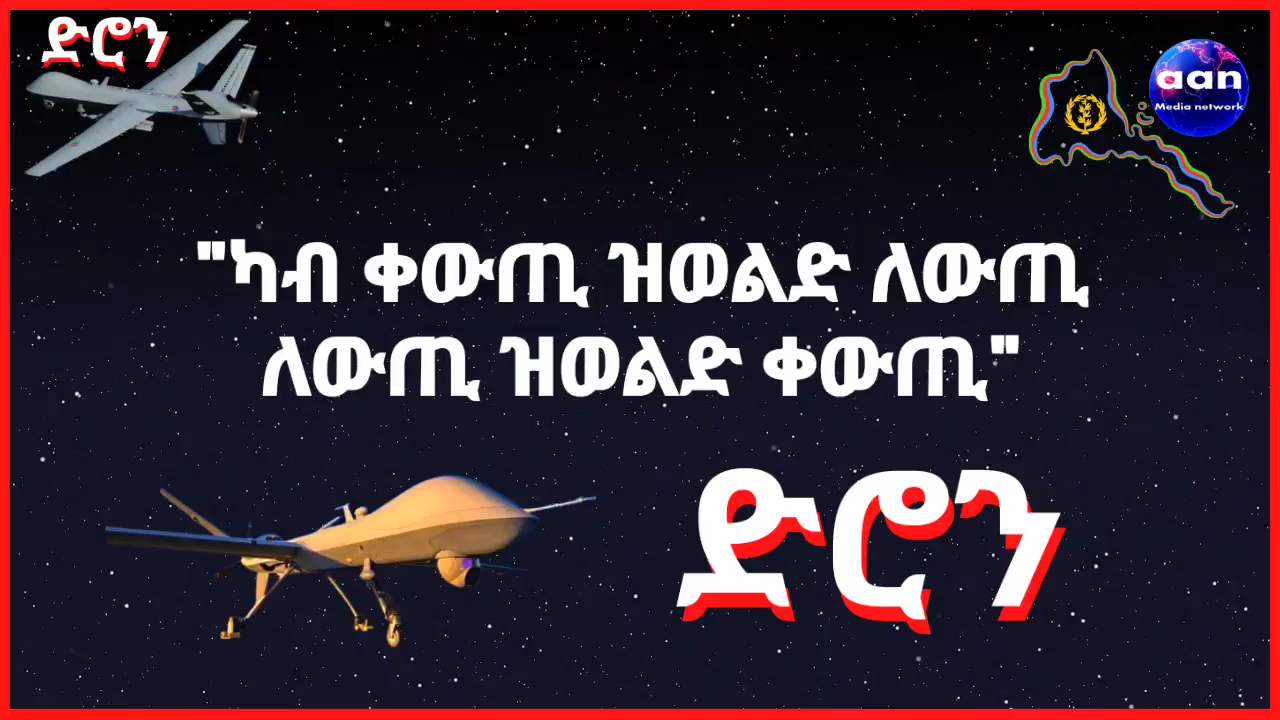 ድሮን
aan
Media network
"ካብ ቀውጢ ዝወልድ ለውጢ
ለውጢ ዝወልድ ቀውጢ"
ድሮን